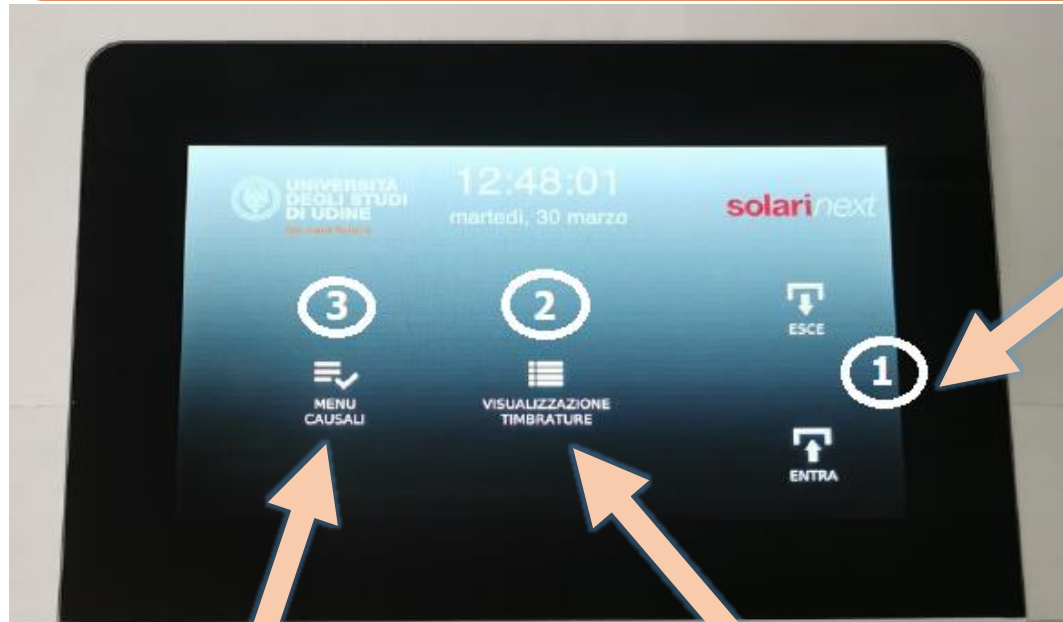 UNIVERSITÀ
DEGLI STUDI
DI UDINE
12:48:01
martedì, 30 marzo
solarinext
3
2
1
ESCE
MENU
CAUSALI
VISUALIZZAZIONE
TIMBRATURE
ENTRA